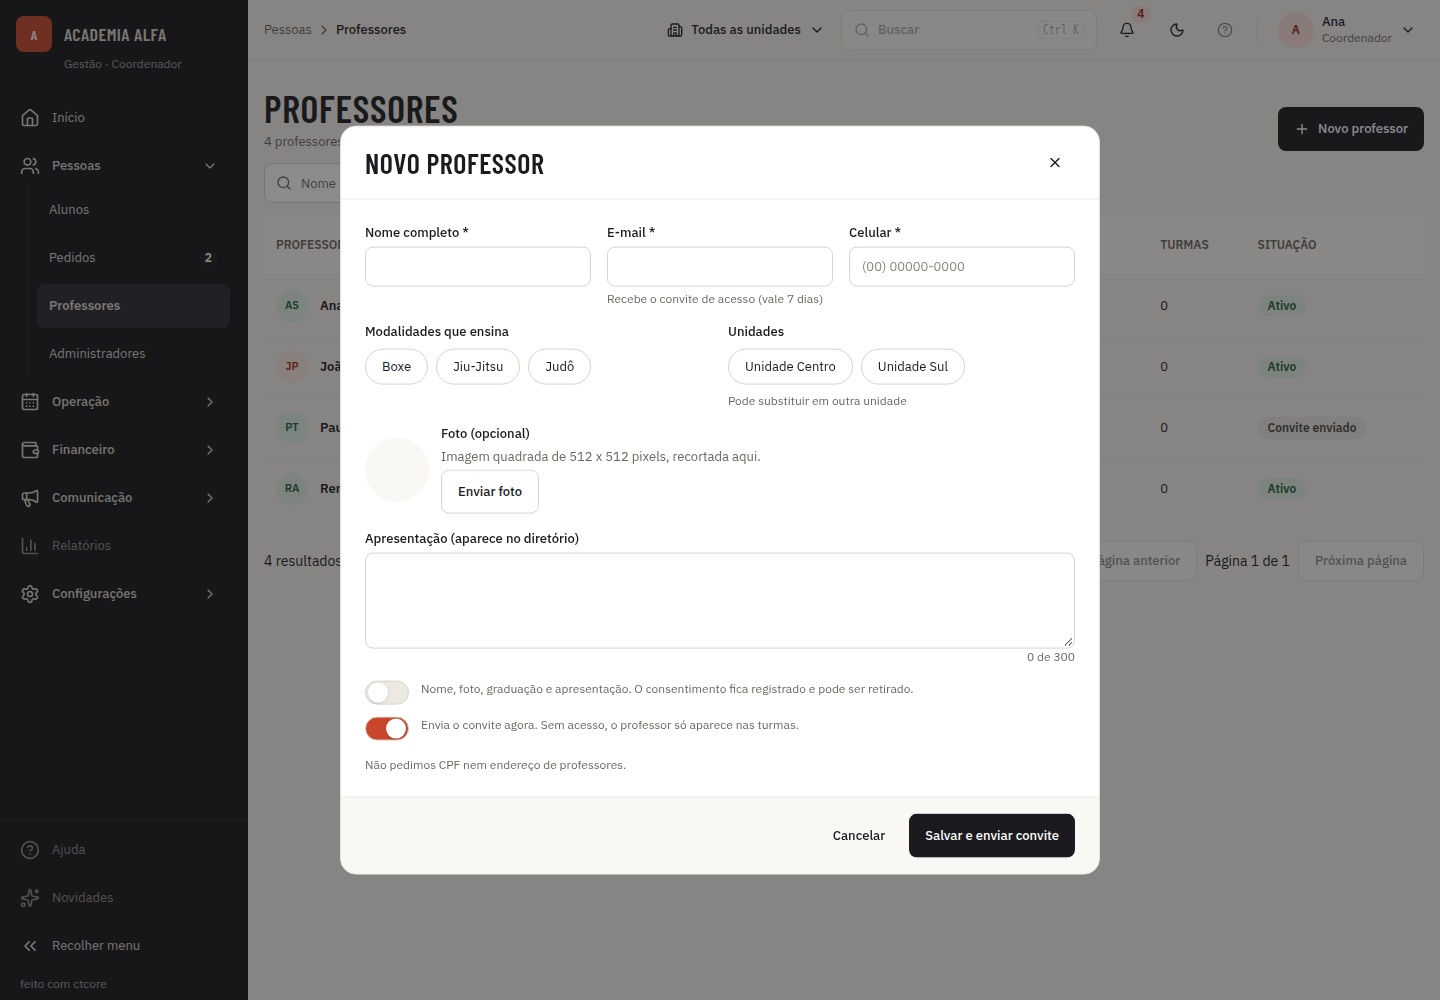 A
ACADEMIA ALFA
Gestão · Coordenador
Início
Pessoas
Alunos
Pedidos 2
Professores
Administradores
Operação
Financeiro
Comunicação
Relatórios
Configurações
Ajuda
Novidades
Recolher menu
feito com ctcore
Pessoas > Professores
Todas as unidades
Buscar Ctrl K
4
A
Ana
Coordenador
PROFESSORES
4 professores
Novo professor
Nome
TURMAS SITUAÇÃO
AS 0 Ativo
JP 0 Ativo
PT 0 Convite enviado
RA 0 Ativo
4 resultados
Página 1 de 1 Próxima página
NOVO PROFESSOR
Nome completo * E-mail * Celular *
(00) 00000-0000
Recebe o convite de acesso (vale 7 dias)
Modalidades que ensina Unidades
Boxe Jiu-Jitsu Judô Unidade Centro Unidade Sul
Pode substituir em outra unidade
Foto (opcional)
Imagem quadrada de 512 x 512 pixels, recortada aqui.
Enviar foto
Apresentação (aparece no diretório)
0 de 300
Nome, foto, graduação e apresentação. O consentimento fica registrado e pode ser retirado.
Envia o convite agora. Sem acesso, o professor só aparece nas turmas.
Não pedimos CPF nem endereço de professores.
Cancelar Salvar e enviar convite